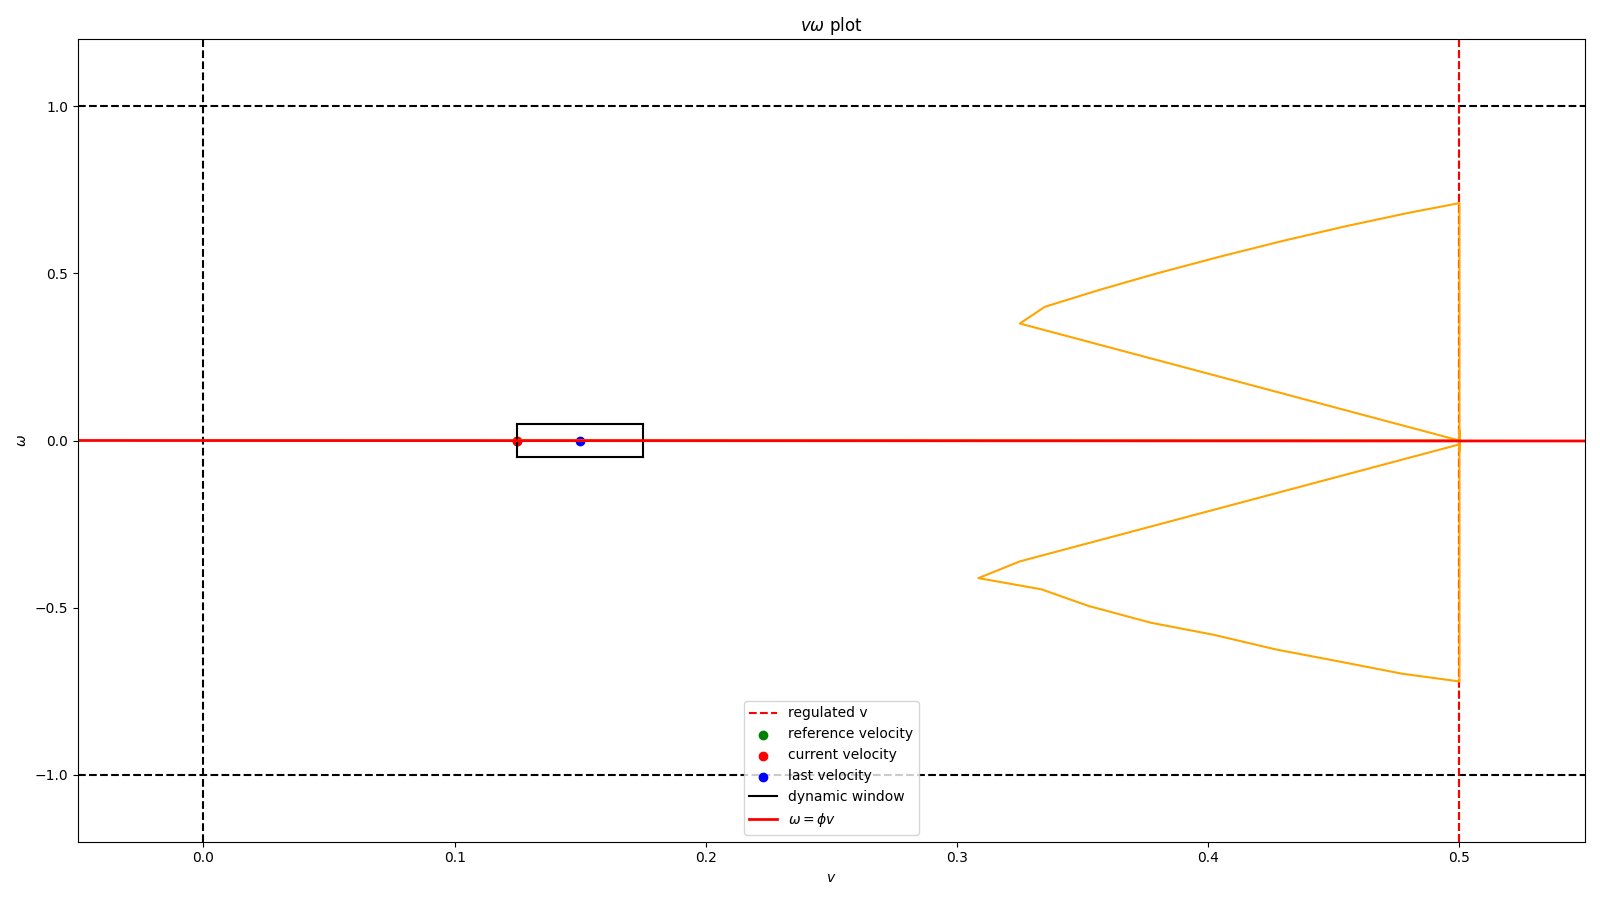 vω plot
1.0
0.5
0.0
−0.5
−1.0
ω
0.0
0.1
0.2
0.3
0.4
0.5
v
regulated v
reference velocity
current velocity
last velocity
dynamic window
ω = ϕv